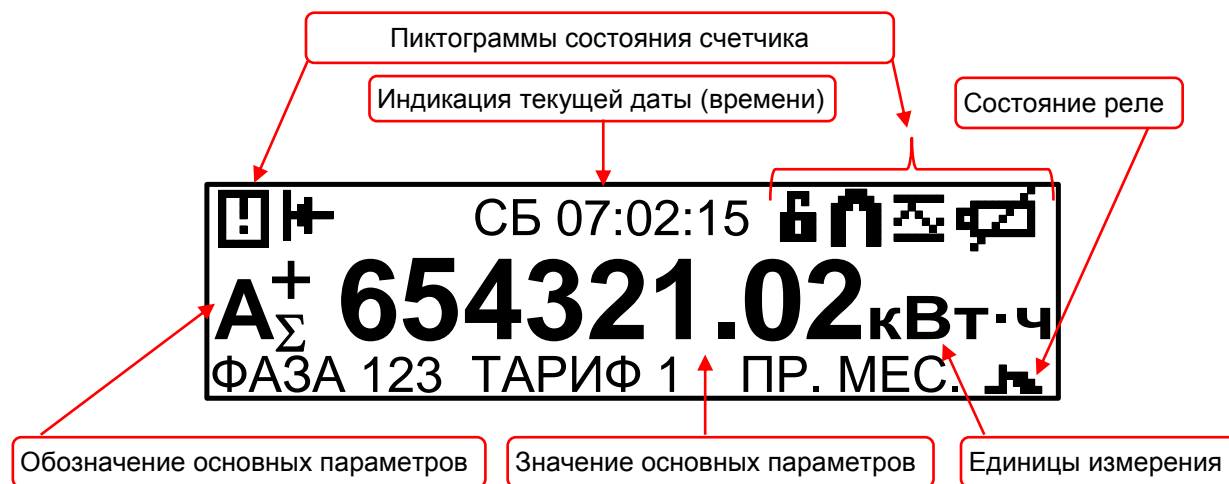 Пиктограммы состояния счетчика
Индикация текущей даты (времени)
Состояние реле
СБ 07:02:15
A+Σ 654321.02кВт·ч
ФАЗА 123 ТАРИФ 1 ПР. МЕС.
Обозначение основных параметров
Значение основных параметров
Единицы измерения